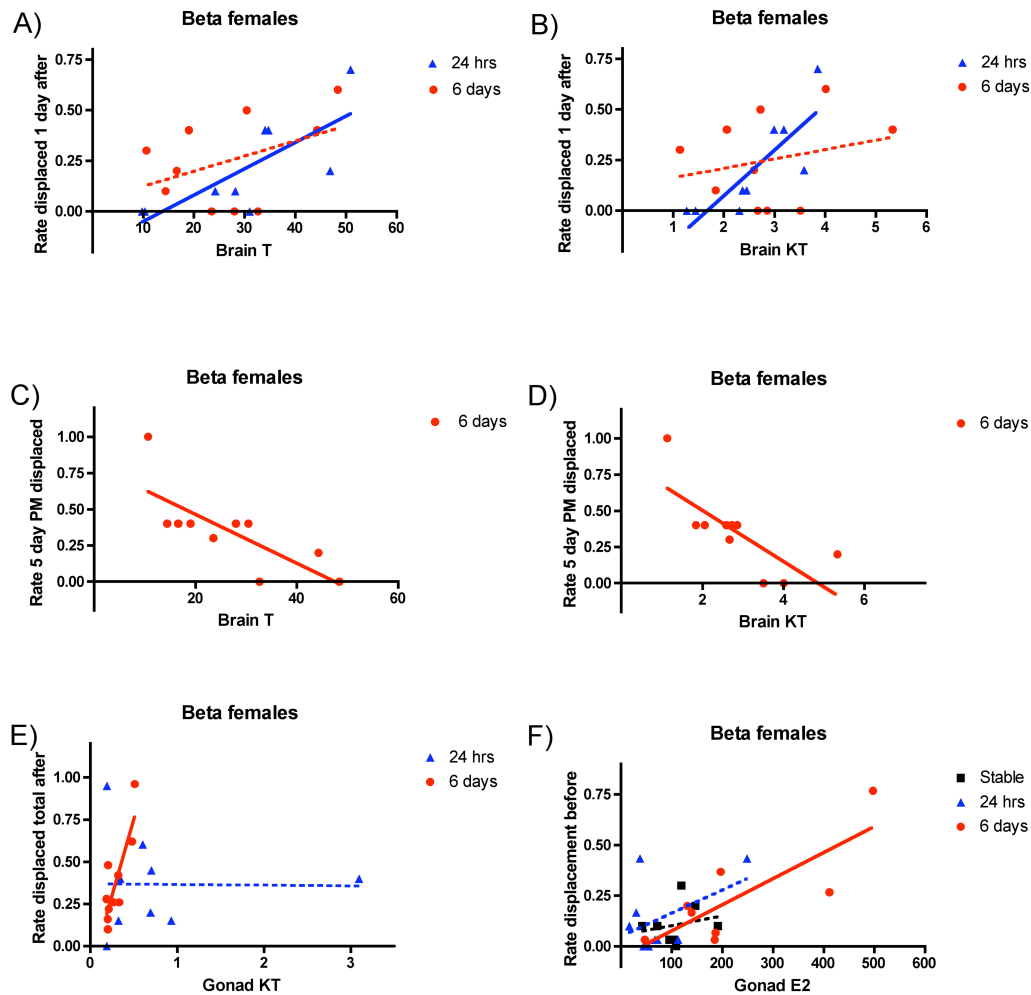 A)
Beta females
Rate displaced 1 day after
0.75
0.50
0.25
0.00
10 20 30 40 50 60
Brain T
24 hrs
6 days
B)
Beta females
Rate displaced 1 day after
0.75
0.50
0.25
0.00
1 2 3 4 5 6
Brain KT
24 hrs
6 days
C)
Beta females
Rate 5 day PM displaced
1.00
0.75
0.50
0.25
0.00
20 40 60
Brain T
6 days
D)
Beta females
Rate 5 day PM displaced
1.00
0.75
0.50
0.25
0.00
2 4 6
Brain KT
6 days
E)
Beta females
Rate displaced total after
1.00
0.75
0.50
0.25
0.00
0 1 2 3
Gonad KT
24 hrs
6 days
F)
Beta females
Rate displacement before
0.75
0.50
0.25
0.00
100 200 300 400 500 600
Gonad E2
Stable
24 hrs
6 days